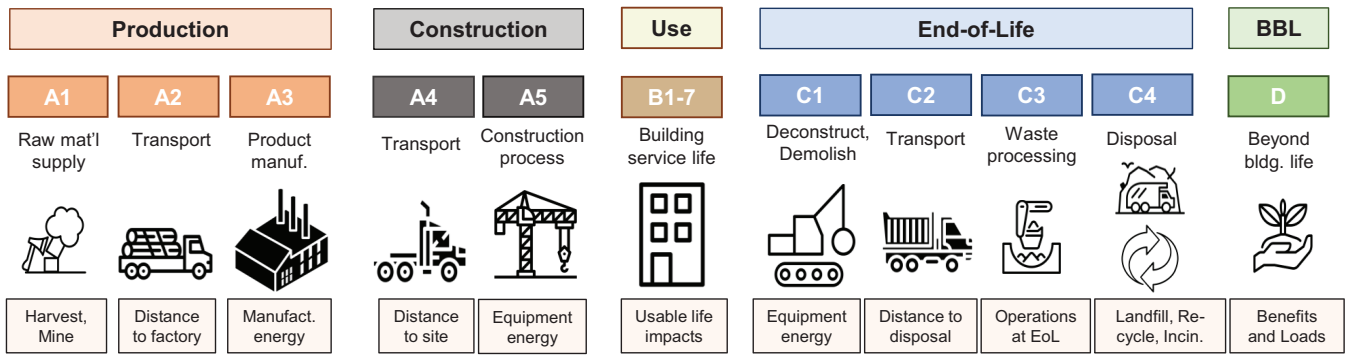 Production
Construction
Use
End-of-Life
BBL
A1
A2
A3
A4
A5
B1-7
C1
C2
C3
C4
D
Raw mat'l
supply
Transport
Product
manuf.
Transport
Construction
process
Building
service life
Deconstruct,
Demolish
Transport
Waste
processing
Disposal
Beyond
bldg. life
Harvest,
Mine
Distance
to factory
Manufact.
energy
Distance
to site
Equipment
energy
Usable life
impacts
Equipment
energy
Distance to
disposal
Operations
at EoL
Landfill, Re-
cycle, Incin.
Benefits
and Loads